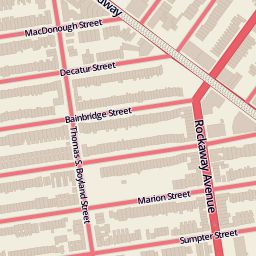 MacDonough Street
Decatur Street
Bainbridge Street
Thomas S. Boyland Street
Rockaway Avenue
Marion Street
Sumpter Street